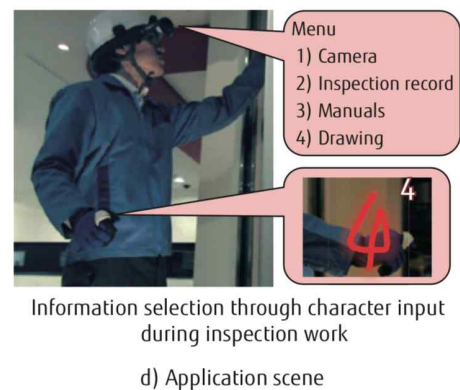 Menu
1) Camera
2) Inspection record
3) Manuals
4) Drawing
4
4
Information selection through character input
during inspection work
d) Application scene